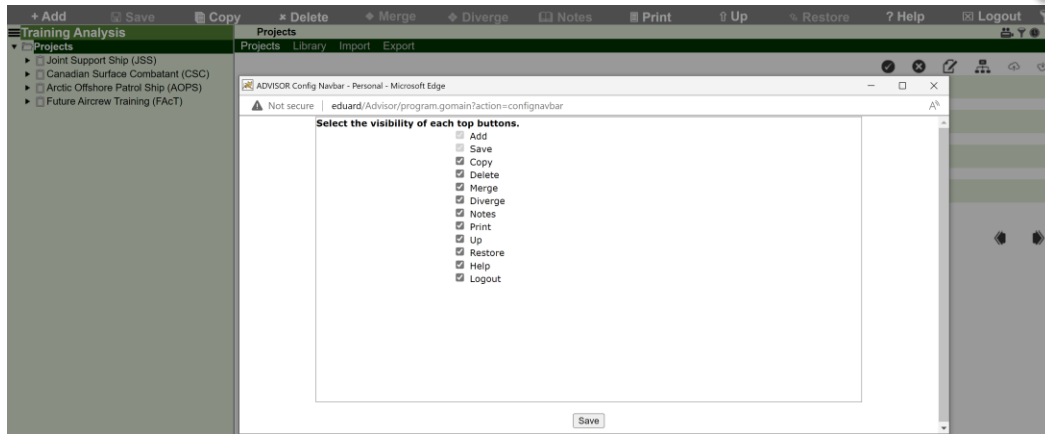 + Add Save Copy × Delete Merge Diverge Notes Print Up Restore ? Help Logout
Training Analysis
Projects
Projects
Projects Library Import Export
Joint Support Ship (JSS)
Canadian Surface Combatant (CSC)
Arctic Offshore Patrol Ship (AOPS)
Future Aircrew Training (FAcT)
ADVISOR Config Navbar - Personal - Microsoft Edge
Not secure | eduard/Advisor/program.gomain?action=confignavbar
Select the visibility of each top buttons.
Add
Save
Copy
Delete
Merge
Diverge
Notes
Print
Up
Restore
Help
Logout
Save